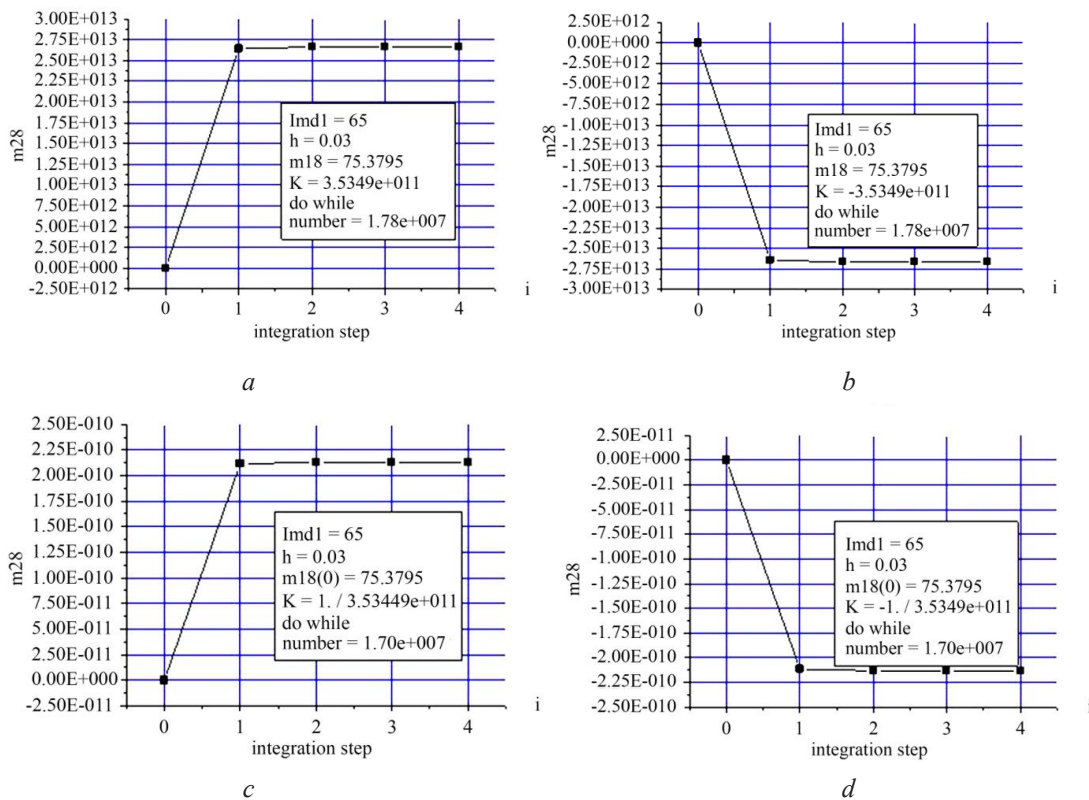 3.00E+013
2.75E+013
2.50E+013
2.25E+013
2.00E+013
1.75E+013
1.50E+013
1.25E+013
1.00E+013
7.50E+012
5.00E+012
2.50E+012
0.00E+000
-2.50E+012
m28
Imd1 = 65
h = 0.03
m18 = 75.3795
K = 3.5349e+011
do while
number = 1.78e+007
0 1 2 3 4
i
integration step
a
2.50E+012
0.00E+000
-2.50E+012
-5.00E+012
-7.50E+012
-1.00E+013
-1.25E+013
-1.50E+013
-1.75E+013
-2.00E+013
-2.25E+013
-2.50E+013
-2.75E+013
-3.00E+013
m28
Imd1 = 65
h = 0.03
m18 = 75.3795
K = -3.5349e+011
do while
number = 1.78e+007
0 1 2 3 4
i
integration step
b
2.50E-010
2.25E-010
2.00E-010
1.75E-010
1.50E-010
1.25E-010
1.00E-010
7.50E-011
5.00E-011
2.50E-011
0.00E+000
-2.50E-011
m28
Imd1 = 65
h = 0.03
m18(0) = 75.3795
K = 1. / 3.53449e+011
do while
number = 1.70e+007
0 1 2 3 4
i
integration step
c
2.50E-011
0.00E+000
-2.50E-011
-5.00E-011
-7.50E-011
-1.00E-010
-1.25E-010
-1.50E-010
-1.75E-010
-2.00E-010
-2.25E-010
-2.50E-010
m28
Imd1 = 65
h = 0.03
m18(0) = 75.3795
K = -1. / 3.5349e+011
do while
number = 1.70e+007
0 1 2 3 4
integration step
d